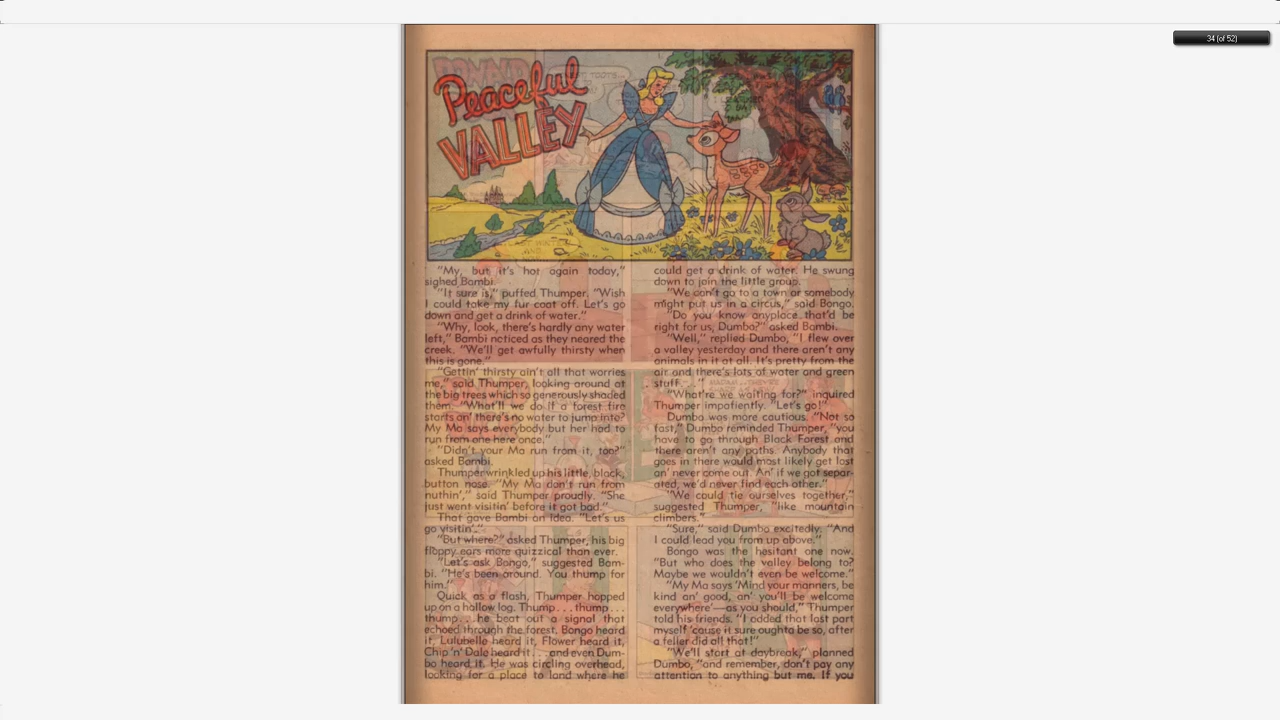 34 (of 52)
Peaceful
VALLEY
"My, but it's hot again today,"
sighed Bambi.
"It sure is," puffed Thumper. "Wish
I could take my fur coat off. Let's go
down and get a drink of water."
"Why, look, there's hardly any water
left," Bambi noticed as they neared the
creek. "We'll get awfully thirsty when
this is gone."
"Gettin' thirsty ain't all that worries
me," said Thumper, looking around at
the big trees which so generously shaded
them. "What'll we do if a forest fire
starts an' there's no water to jump into?
My Ma says everybody but her had to
run from one here once."
"Didn't your Ma run from it, too?"
asked Bambi.
Thumper wrinkled up his little, black,
button nose. "My Ma don't run from
nuthin'," said Thumper proudly. "She
just went visitin' before it got bad."
That gave Bambi an idea. "Let's us
go visitin'."
"But where?" asked Thumper, his big
floppy ears more quizzical than ever.
"Let's ask Bongo," suggested Bam-
bi. "He's been around. You thump for
him."
Quick as a flash, Thumper hopped
up on a hollow log. Thump . . . thump . . .
thump . . . he beat out a signal that
echoed through the forest. Bongo heard
it, Lulubelle heard it, Flower heard it,
Chip 'n' Dale heard it . . . and even Dum-
bo heard it. He was circling overhead,
looking for a place to land where he
could get a drink of water. He swung
down to join the little group.
"We can't go to a town or somebody
might put us in a circus," said Bongo.
"Do you know anyplace that'd be
right for us, Dumbo?" asked Bambi.
"Well," replied Dumbo, "I flew over
a valley yesterday and there aren't any
animals in it at all. It's pretty from the
air and there's lots of water and green
stuff . . ."
"What're we waiting for?" inquired
Thumper impatiently. "Let's go!"
Dumbo was more cautious. "Not so
fast," Dumbo reminded Thumper, "you
have to go through Black Forest and
there aren't any paths. Anybody that
goes in there would most likely get lost
an' never come out. An' if we got separ-
ated, we'd never find each other."
"We could tie ourselves together,"
suggested Thumper, "like mountain
climbers."
"Sure," said Dumbo excitedly. "And
I could lead you from up above."
Bongo was the hesitant one now.
"But who does the valley belong to?
Maybe we wouldn't even be welcome."
"My Ma says 'Mind your manners, be
kind an' good, an' you'll be welcome
everywhere'—as you should," Thumper
told his friends. "I added that last part
myself 'cause it sure oughta be so, after
a feller did all that!"
"We'll start at daybreak," planned
Dumbo, "and remember, don't pay any
attention to anything but me. If you